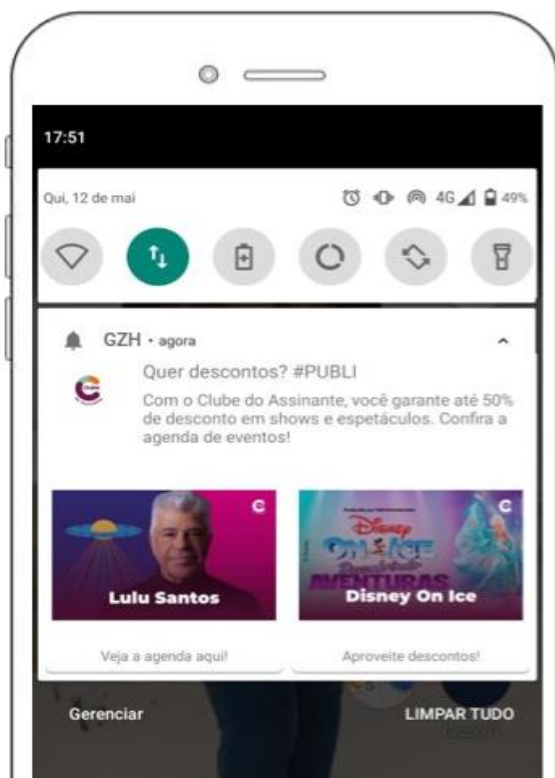 17:51
Qui, 12 de mai
4G
49%
GZH • agora
Clube
Quer descontos? #PUBLI
Com o Clube do Assinante, você garante até 50%
de desconto em shows e espetáculos. Confira a
agenda de eventos!
C
Lulu Santos
C
Disney
ON ICE
AVENTURAS
Disney On Ice
Veja a agenda aqui!
Aproveite descontos!
Gerenciar
LIMPAR TUDO